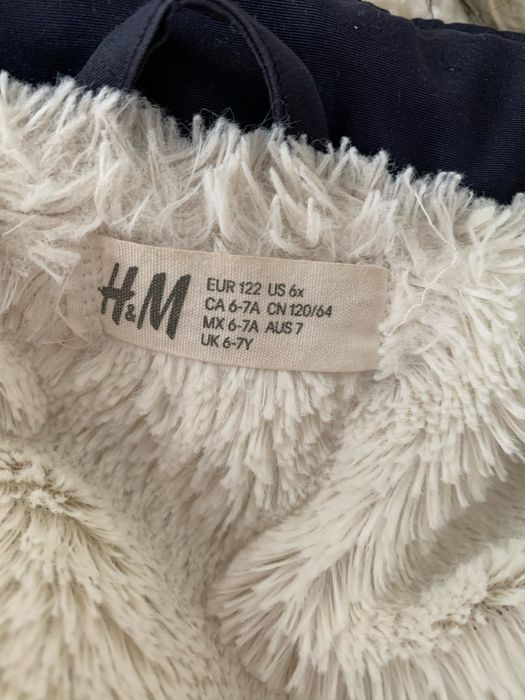 H&M
EUR 122 US 6x
CA 6-7A CN 120/64
MX 6-7A AUS 7
UK 6-7Y